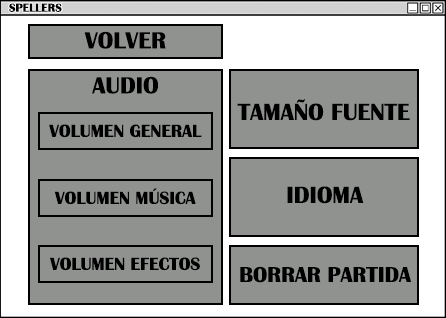 SPELLERS
VOLVER
AUDIO
VOLUMEN GENERAL
VOLUMEN MÚSICA
VOLUMEN EFECTOS
TAMAÑO FUENTE
IDIOMA
BORRAR PARTIDA